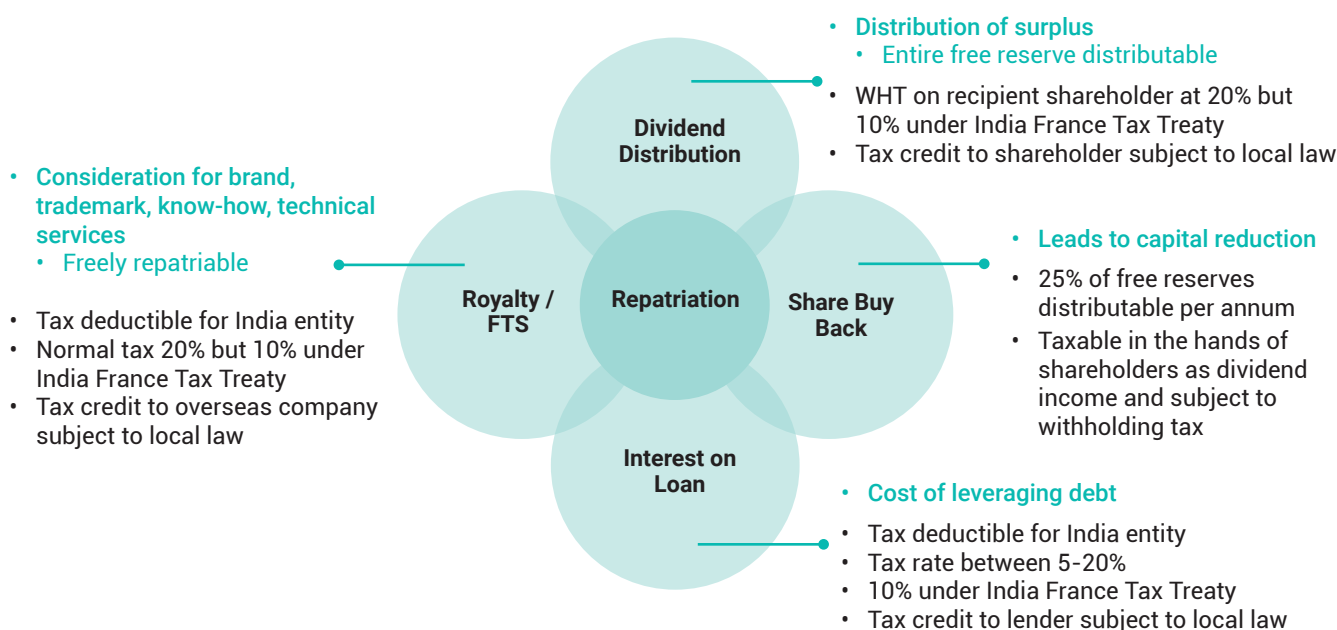 • Distribution of surplus
• Entire free reserve distributable
• WHT on recipient shareholder at 20% but
10% under India France Tax Treaty
• Tax credit to shareholder subject to local law
Dividend
Distribution
• Consideration for brand,
trademark, know-how, technical
services
• Freely repatriable
• Tax deductible for India entity
• Normal tax 20% but 10% under
India France Tax Treaty
• Tax credit to overseas company
subject to local law
Royalty /
FTS
Repatriation
Share Buy
Back
• Leads to capital reduction
• 25% of free reserves
distributable per annum
• Taxable in the hands of
shareholders as dividend
income and subject to
withholding tax
Interest on
Loan
• Cost of leveraging debt
• Tax deductible for India entity
• Tax rate between 5-20%
• 10% under India France Tax Treaty
• Tax credit to lender subject to local law